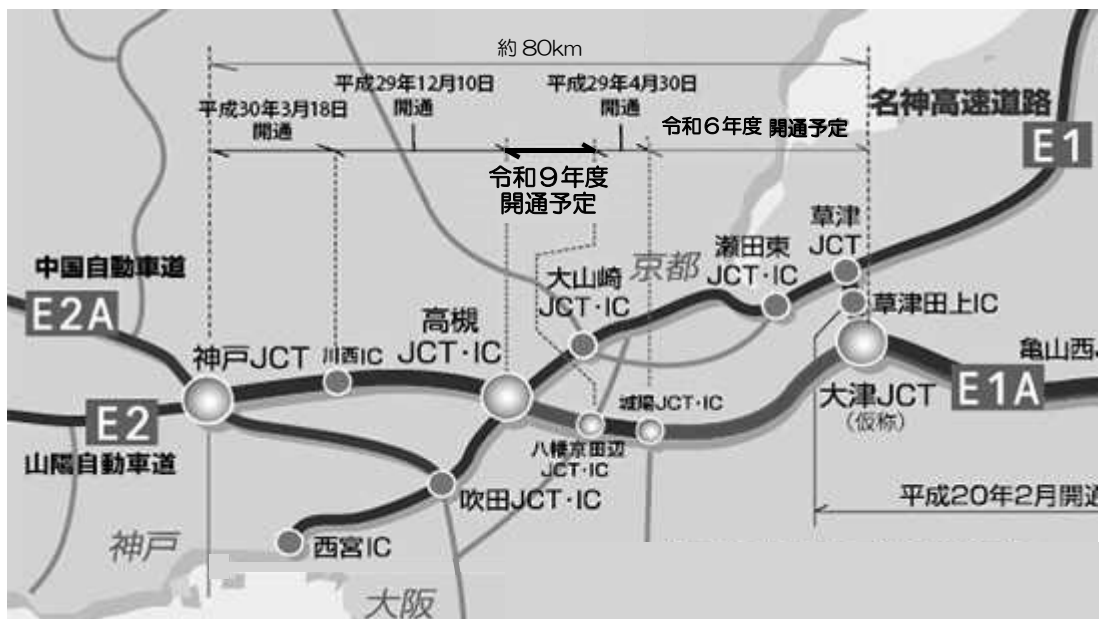 約80km
平成29年12月10日
開通
平成29年4月30日
開通
平成30年3月18日
開通
令和6年度 開通予定
名神高速道路
E1
令和9年度
開通予定
草津
JCT
瀬田東
JCT・IC
京都
大山崎
JCT・IC
中国自動車道
E2A
草津田上IC
高槻
JCT・IC
神戸JCT
川西IC
亀山西J
E1A
大津JCT
(仮称)
城陽JCT・IC
E2
山陽自動車道
八幡京田辺
JCT・IC
吹田JCT・IC
平成20年2月開通
神戸
西宮IC
大阪